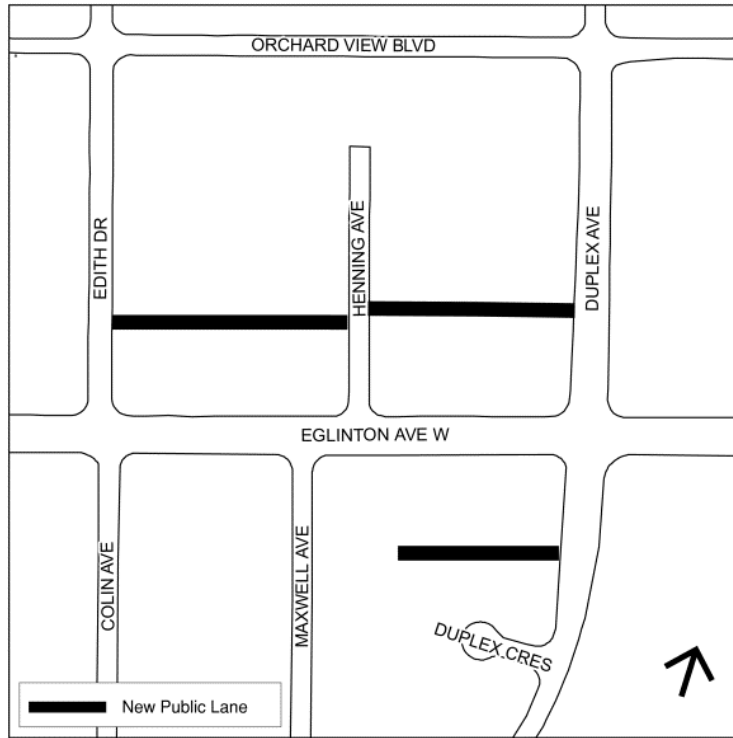 ORCHARD VIEW BLVD
EDITH DR
HENNING AVE
DUPLEX AVE
EGLINTON AVE W
COLIN AVE
MAXWELL AVE
DUPLEX CRES
New Public Lane